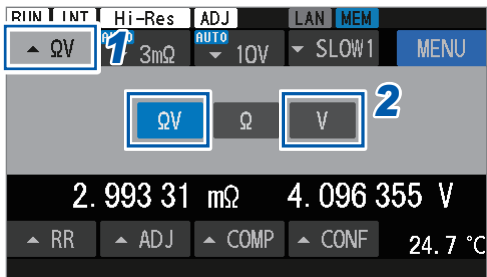 RUN INT Hi-Res ADJ LAN MEM
ΩV 1 AUTO 3mΩ AUTO 10V SLOW1 MENU
ΩV Ω V 2
2.993 31 mΩ 4.096 355 V
RR ADJ COMP CONF 24.7 °C